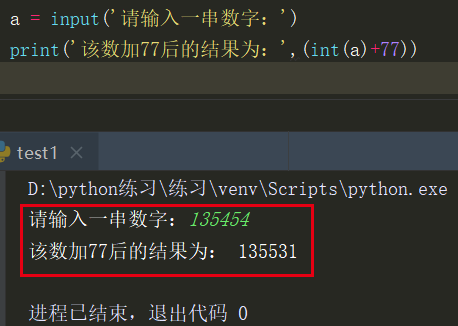 a = input('请输入一串数字：')
print('该数加77后的结果为：',(int(a)+77))
test1 ×
D:\python练习\练习\venv\Scripts\python.exe
请输入一串数字：135454
该数加77后的结果为： 135531
进程已结束，退出代码 0